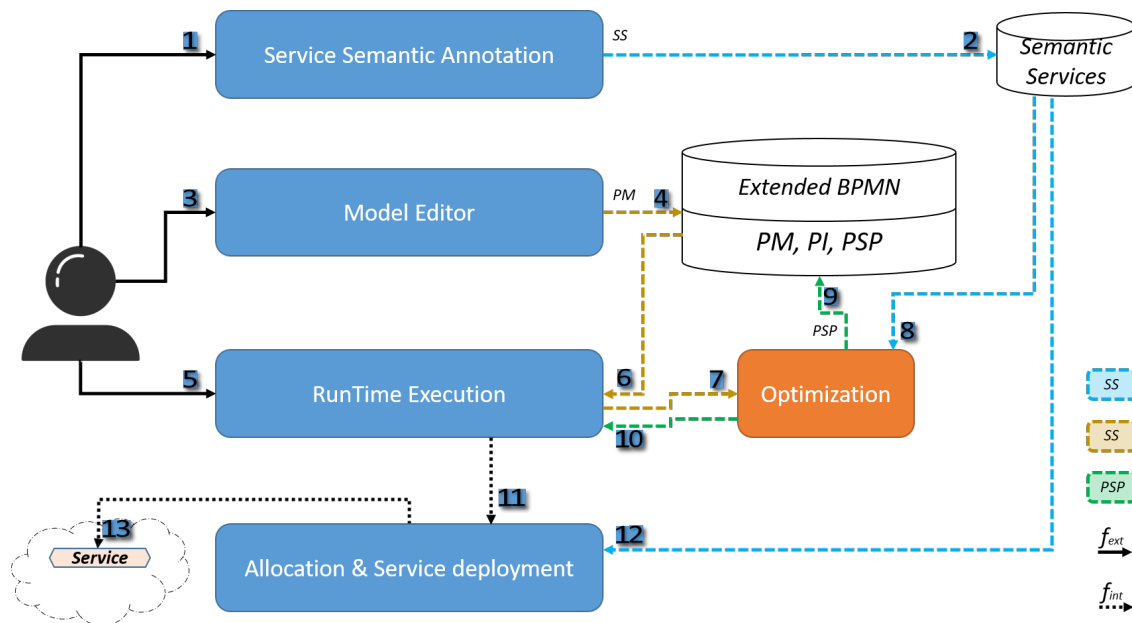 1
Service Semantic Annotation
SS
2
Semantic
Services
3
Model Editor
PM
4
Extended BPMN
PM, PI, PSP
9
PSP
8
5
RunTime Execution
6
7
Optimization
10
SS
SS
PSP
11
12
13
Service
Allocation & Service deployment
fext
fint